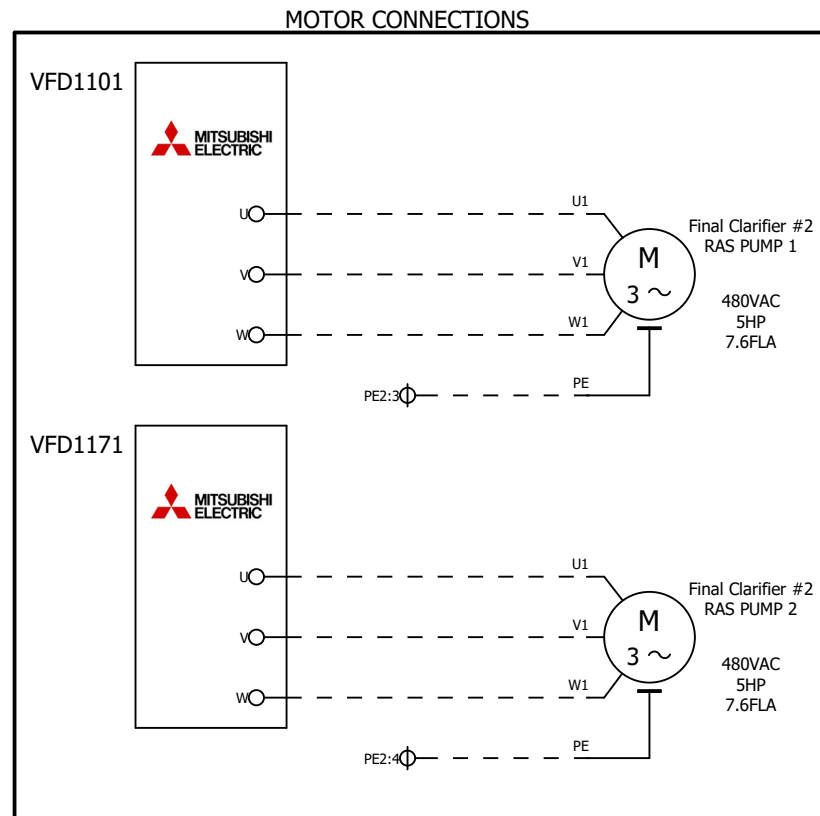 MOTOR CONNECTIONS
VFD1101
MITSUBISHI
ELECTRIC
U
U1
V
V1
W
W1
M
3
Final Clarifier #2
RAS PUMP 1
480VAC
5HP
7.6FLA
PE2:3
PE
VFD1171
MITSUBISHI
ELECTRIC
U
U1
V
V1
W
W1
M
3
Final Clarifier #2
RAS PUMP 2
480VAC
5HP
7.6FLA
PE2:4
PE